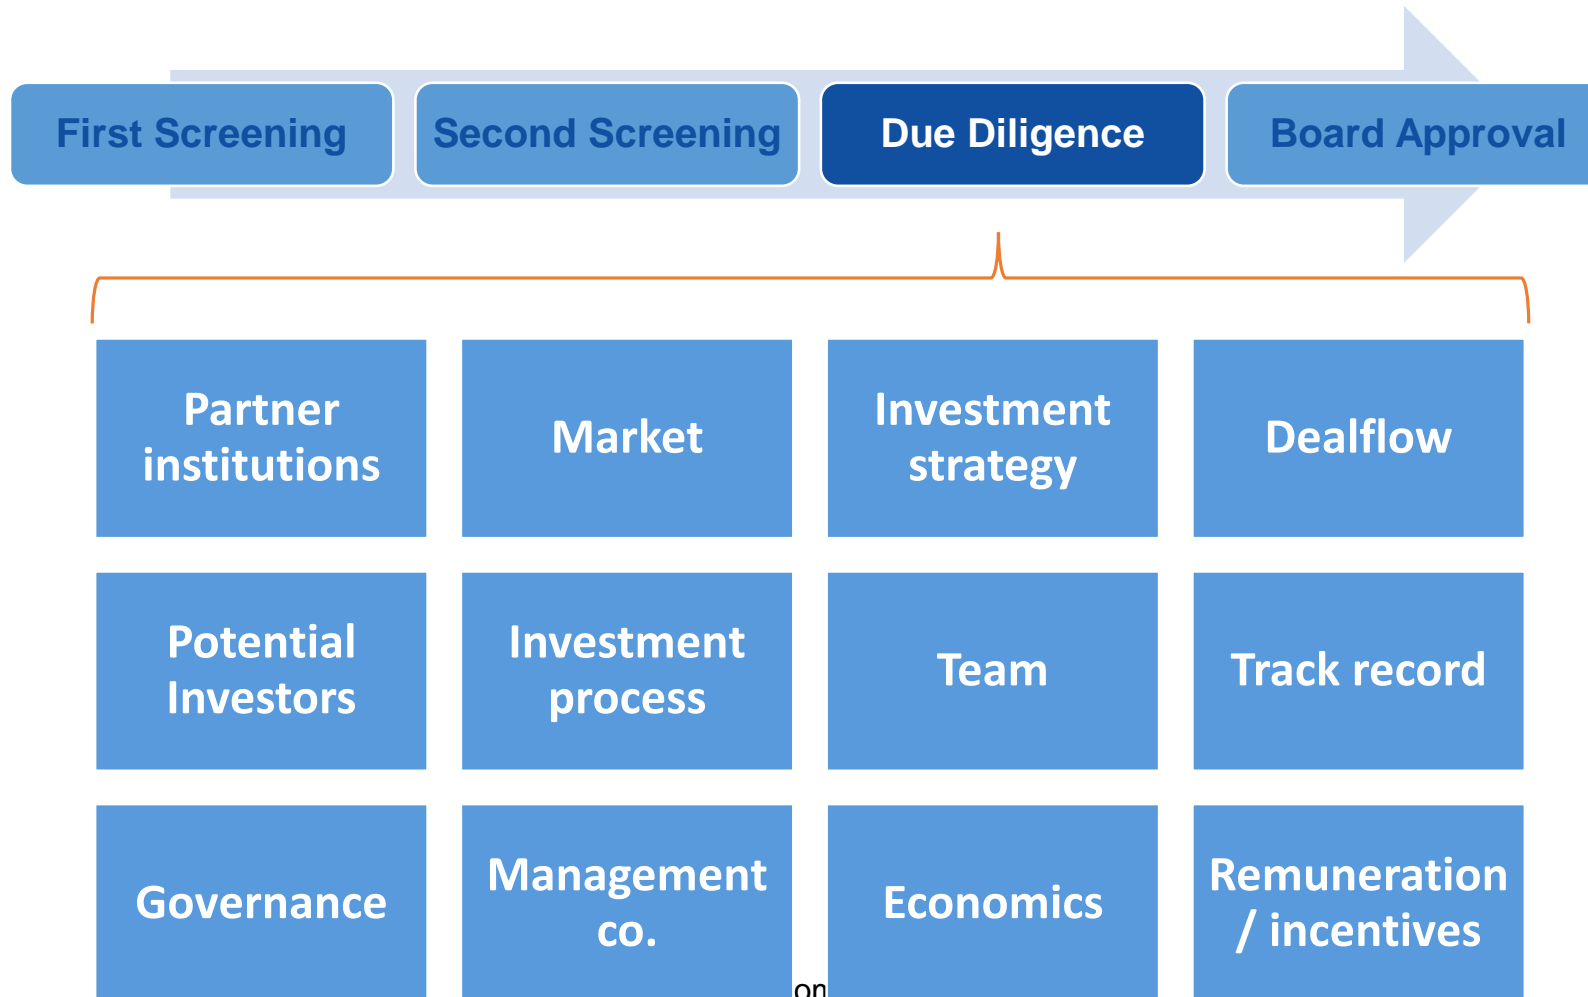 First Screening
Second Screening
Due Diligence
Board Approval
Partner
institutions
Market
Investment
strategy
Dealflow
Potential
Investors
Investment
process
Team
Track record
Governance
Management
co.
Economics
Remuneration
/ incentives